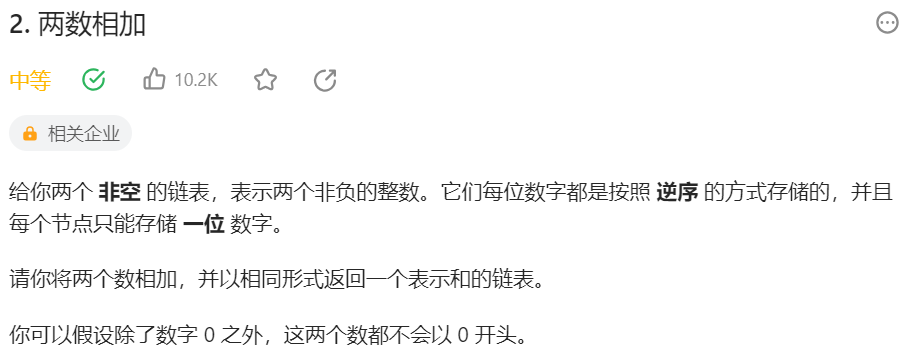 2. 两数相加
中等 10.2K
相关企业
给你两个 非空 的链表，表示两个非负的整数。它们每位数字都是按照 逆序 的方式存储的，并且
每个节点只能存储 一位 数字。
请你将两个数相加，并以相同形式返回一个表示和的链表。
你可以假设除了数字 0 之外，这两个数都不会以 0 开头。